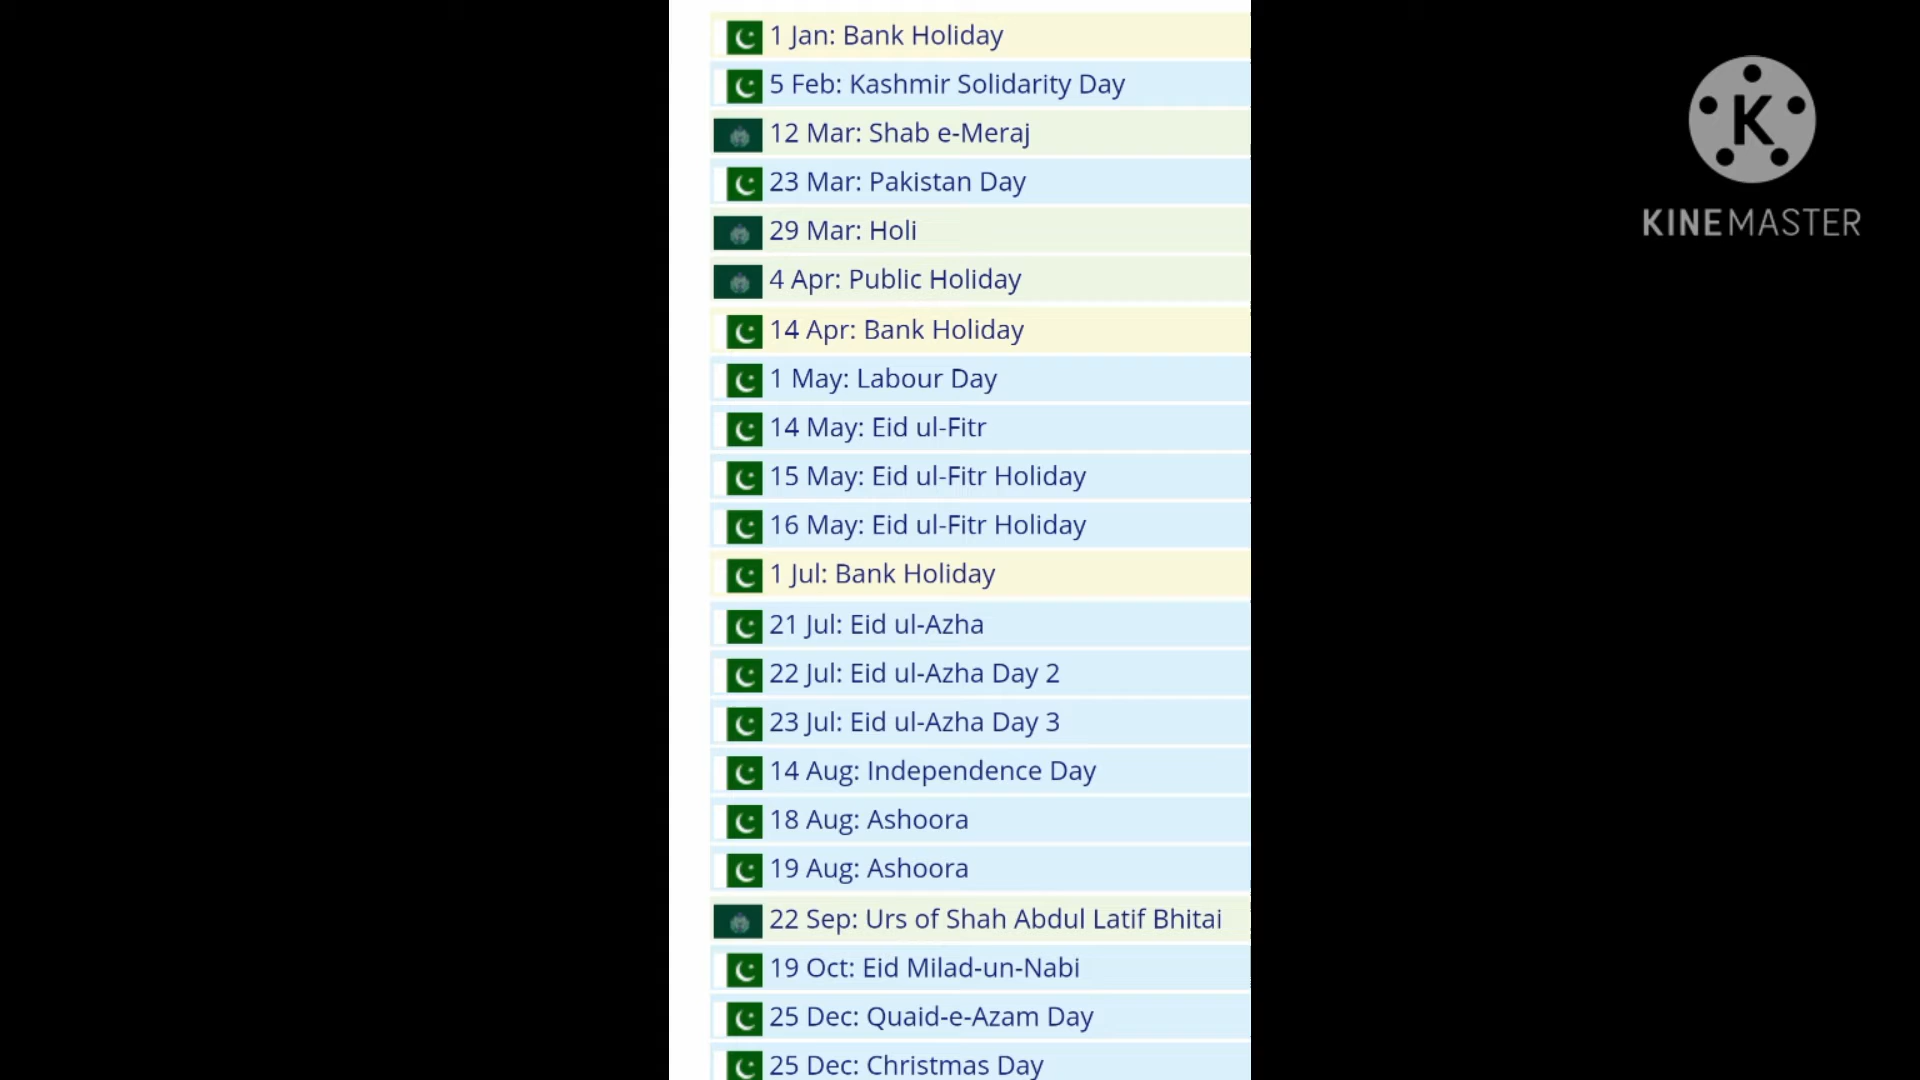 1 Jan: Bank Holiday
5 Feb: Kashmir Solidarity Day
12 Mar: Shab e-Meraj
23 Mar: Pakistan Day
29 Mar: Holi
4 Apr: Public Holiday
14 Apr: Bank Holiday
1 May: Labour Day
14 May: Eid ul-Fitr
15 May: Eid ul-Fitr Holiday
16 May: Eid ul-Fitr Holiday
1 Jul: Bank Holiday
21 Jul: Eid ul-Azha
22 Jul: Eid ul-Azha Day 2
23 Jul: Eid ul-Azha Day 3
14 Aug: Independence Day
18 Aug: Ashoora
19 Aug: Ashoora
22 Sep: Urs of Shah Abdul Latif Bhitai
19 Oct: Eid Milad-un-Nabi
25 Dec: Quaid-e-Azam Day
25 Dec: Christmas Day
K
KINEMASTER